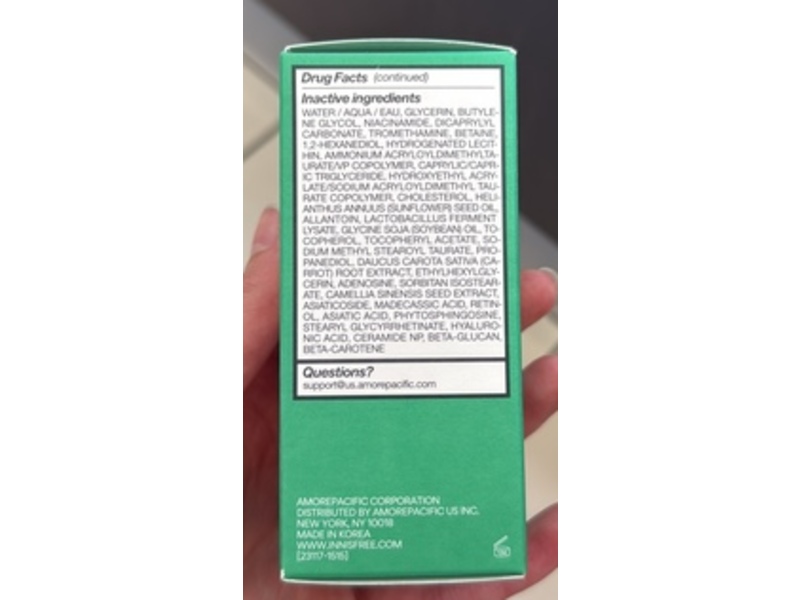 Drug Facts (continued)
Inactive ingredients
WATER / AQUA / EAU, GLYCERIN, BUTYLE-
NE GLYCOL, NIACINAMIDE, DICAPRYLYL
CARBONATE, TROMETHAMINE, BETAINE,
1,2-HEXANEDIOL, HYDROGENATED LECIT-
HIN, AMMONIUM ACRYLOYLDIMETHYLTA-
URATE/VP COPOLYMER, CAPRYLIC/CAPR-
IC TRIGLYCERIDE, HYDROXYETHYL ACRY-
LATE/SODIUM ACRYLOYLDIMETHYL TAU-
RATE COPOLYMER, CHOLESTEROL, HELI-
ANTHUS ANNUUS (SUNFLOWER) SEED OIL,
ALLANTOIN, LACTOBACILLUS FERMENT
LYSATE, GLYCINE SOJA (SOYBEAN) OIL, TO-
COPHEROL, TOCOPHERYL ACETATE, SO-
DIUM METHYL STEAROYL TAURATE, PRO-
PANEDIOL, DAUCUS CAROTA SATIVA (CA-
RROT) ROOT EXTRACT, ETHYLHEXYLGLY-
CERIN, ADENOSINE, SORBITAN ISOSTEAR-
ATE, CAMELLIA SINENSIS SEED EXTRACT,
ASIATICOSIDE, MADECASSIC ACID, RETIN-
OL, ASIATIC ACID, PHYTOSPHINGOSINE,
STEARYL GLYCYRRHETINATE, HYALURO-
NIC ACID, CERAMIDE NP, BETA-GLUCAN,
BETA-CAROTENE
Questions?
support@us.amorepacific.com
AMOREPACIFIC CORPORATION
DISTRIBUTED BY AMOREPACIFIC US INC.
NEW YORK, NY 10018
MADE IN KOREA
WWW.INNISFREE.COM
[23117-1515]